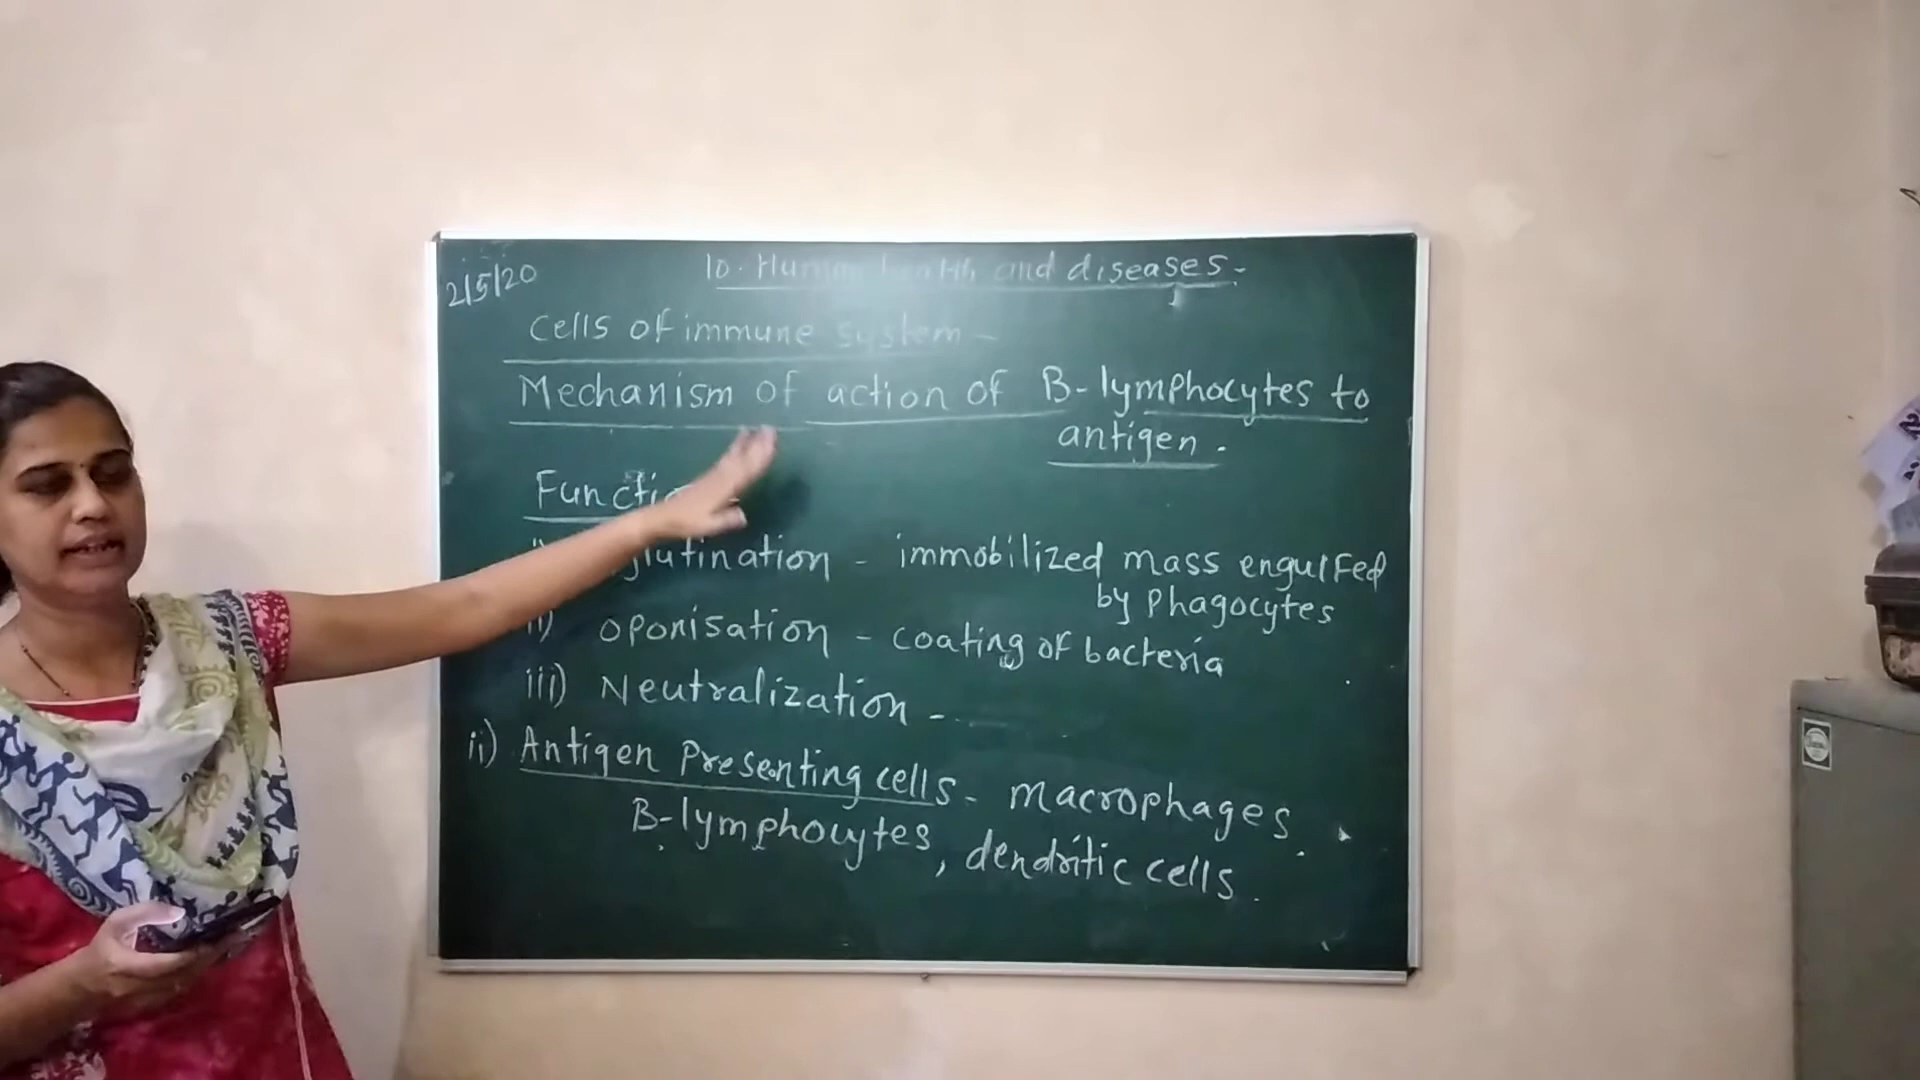 2/5/20
10. Human health and diseases -
Cells of immune system -
Mechanism of action of B-lymphocytes to
antigen.
Functi
glutination - immobilized mass engulfed
by phagocytes
ii) oponisation - coating of bacteria
iii) Neutralization -
ii) Antigen presenting cells - macrophages.
B-lymphocytes, dendritic cells.